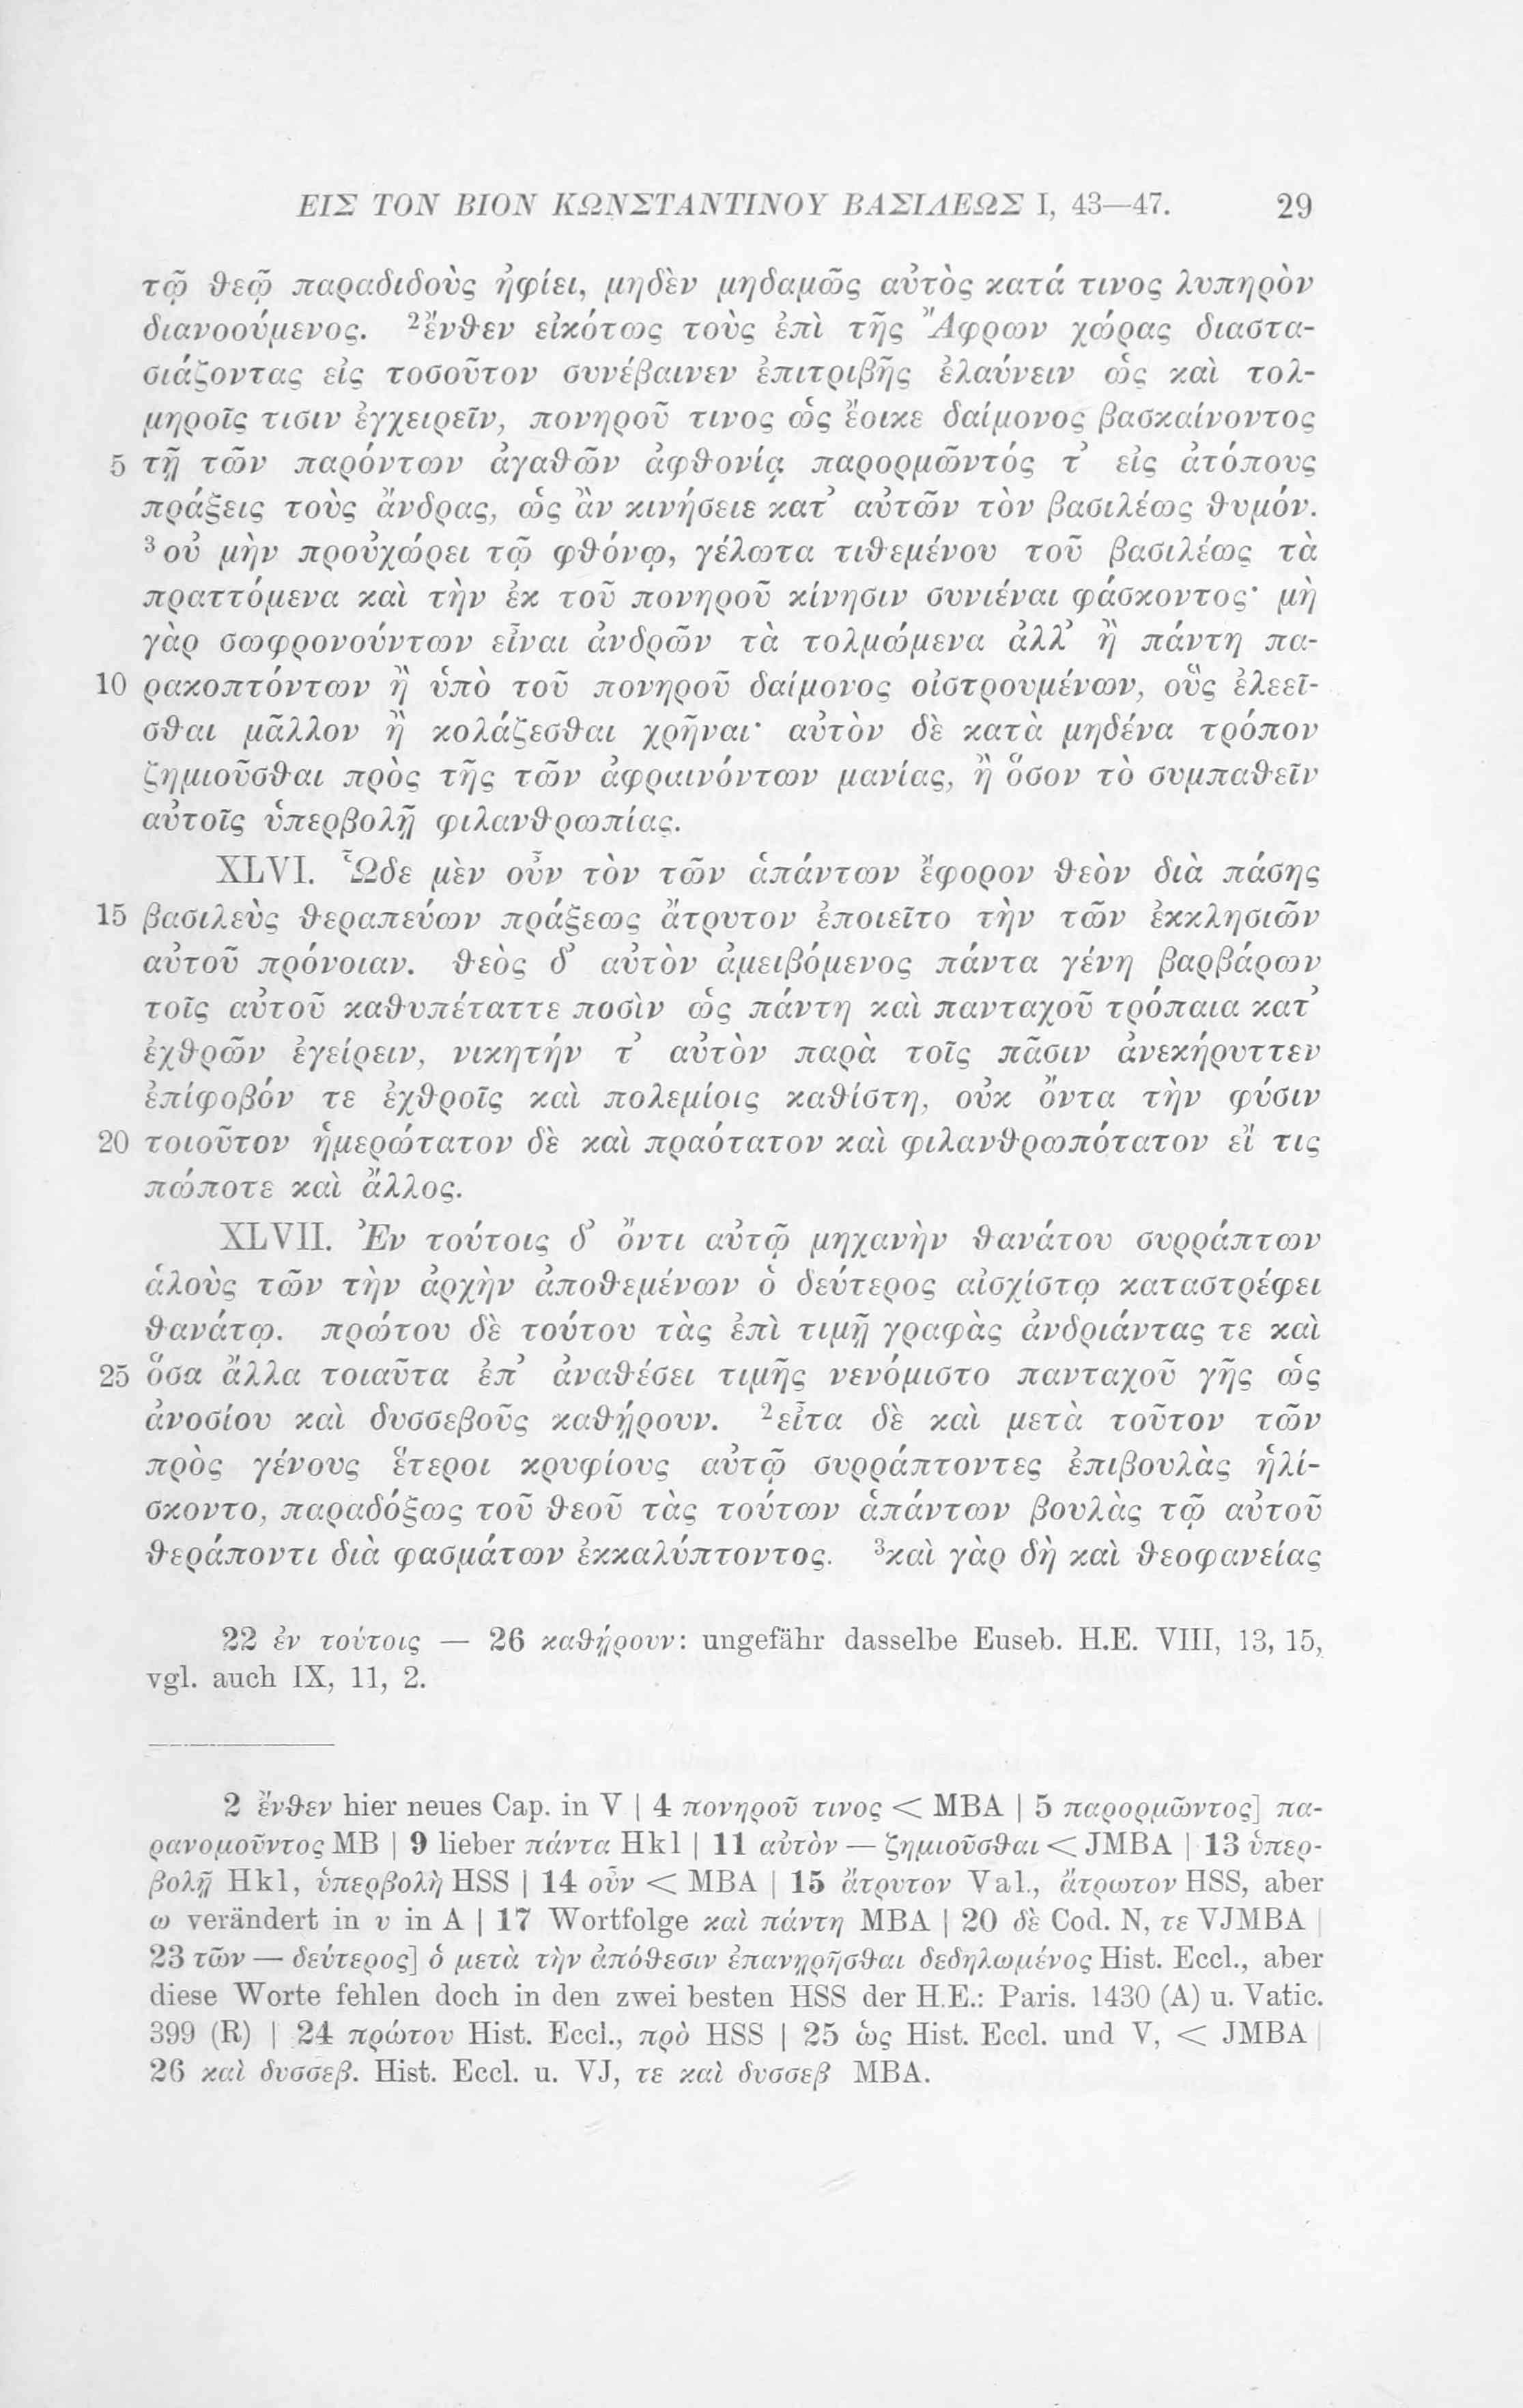 ΕΙΣ ΤΟΝ ΒΙΟΝ ΚΩΝΣΤΑΝΤΙΝΟΥ ΒΑΣΙΛΕΩΣ I, 43—47. 29
τῷ θεῷ παραδιδοὺς ἠφίει, μηδὲν μηδαμῶς αὐτὸς κατά τινος λυπηρὸν
διανοούμενος. ²ἔνθεν εἰκότως τοὺς ἐπὶ τῆς Ἄφρων χώρας διαστα-
σιάζοντας εἰς τοσοῦτον συνέβαινεν ἐπιτριβῆς ἐλαύνειν ὡς καὶ τολ-
μηροῖς τισιν ἐγχειρεῖν, πονηροῦ τινος ὡς ἔοικε δαίμονος βασκαίνοντος
5 τῇ τῶν παρόντων ἀγαθῶν ἀφθονίᾳ παρορμῶντός τ' εἰς ἀτόπους
πράξεις τοὺς ἄνδρας, ὡς ἂν κινήσειε κατ' αὐτῶν τὸν βασιλέως θυμόν.
³οὐ μὴν προὐχώρει τῷ φθόνῳ, γέλωτα τιθεμένου τοῦ βασιλέως τὰ
πραττόμενα καὶ τὴν ἐκ τοῦ πονηροῦ κίνησιν συνιέναι φάσκοντος· μὴ
γὰρ σωφρονούντων εἶναι ἀνδρῶν τὰ τολμώμενα ἀλλ' ἢ πάντη πα-
10 ρακοπτόντων ἢ ὑπὸ τοῦ πονηροῦ δαίμονος οἰστρουμένων, οὓς ἐλεεῖ-
σθαι μᾶλλον ἢ κολάζεσθαι χρῆναι· αὐτὸν δὲ κατὰ μηδένα τρόπον
ζημιοῦσθαι πρὸς τῆς τῶν ἀφραινόντων μανίας, ἢ ὅσον τὸ συμπαθεῖν
αὐτοῖς ὑπερβολῇ φιλανθρωπίας.
XLVI. Ὧδε μὲν οὖν τὸν τῶν ἁπάντων ἔφορον θεὸν διὰ πάσης
15 βασιλεὺς θεραπεύων πράξεως ἄτρυτον ἐποιεῖτο τὴν τῶν ἐκκλησιῶν
αὐτοῦ πρόνοιαν. θεὸς δ' αὐτὸν ἀμειβόμενος πάντα γένη βαρβάρων
τοῖς αὐτοῦ καθυπέταττε ποσὶν ὡς πάντη καὶ πανταχοῦ τρόπαια κατ'
ἐχθρῶν ἐγείρειν, νικητήν τ' αὐτὸν παρὰ τοῖς πᾶσιν ἀνεκήρυττεν
ἐπίφοβόν τε ἐχθροῖς καὶ πολεμίοις καθίστη, οὐκ ὄντα τὴν φύσιν
20 τοιοῦτον ἡμερώτατον δὲ καὶ πραότατον καὶ φιλανθρωπότατον εἴ τις
πώποτε καὶ ἄλλος.
XLVII. Ἐν τούτοις δ' ὄντι αὐτῷ μηχανὴν θανάτου συρράπτων
ἁλοὺς τῶν τὴν ἀρχὴν ἀποθεμένων ὁ δεύτερος αἰσχίστῳ καταστρέφει
θανάτῳ. πρώτου δὲ τούτου τὰς ἐπὶ τιμῇ γραφὰς ἀνδριάντας τε καὶ
25 ὅσα ἄλλα τοιαῦτα ἐπ' ἀναθέσει τιμῆς νενόμιστο πανταχοῦ γῆς ὡς
ἀνοσίου καὶ δυσσεβοῦς καθῄρουν. ²εἶτα δὲ καὶ μετὰ τοῦτον τῶν
πρὸς γένους ἕτεροι κρυφίους αὐτῷ συρράπτοντες ἐπιβουλὰς ἡλί-
σκοντο, παραδόξως τοῦ θεοῦ τὰς τούτων ἁπάντων βουλὰς τῷ αὐτοῦ
θεράποντι διὰ φασμάτων ἐκκαλύπτοντος. ³καὶ γὰρ δὴ καὶ θεοφανείας
22 ἐν τούτοις — 26 καθῄρουν: ungefähr dasselbe Euseb. H.E. VIII, 13, 15,
vgl. auch IX, 11, 2.
2 ἔνθεν hier neues Cap. in V | 4 πονηροῦ τινος < MBA | 5 παρορμῶντος] πα-
ρανομοῦντος MB | 9 lieber πάντα Hkl | 11 αὐτὸν — ζημιοῦσθαι < JMBA | 13 ὑπερ-
βολῇ Hkl, ὑπερβολὴ HSS | 14 οὖν < MBA | 15 ἄτρυτον Val., ἄτρωτον HSS, aber
ω verändert in υ in A | 17 Wortfolge καὶ πάντη MBA | 20 δὲ Cod. N, τε VJMBA |
23 τῶν — δεύτερος] ὁ μετὰ τὴν ἀπόθεσιν ἐπανῃρῆσθαι δεδηλωμένος Hist. Eccl., aber
diese Worte fehlen doch in den zwei besten HSS der H.E.: Paris. 1430 (A) u. Vatic.
399 (R) | 24 πρώτου Hist. Eccl., πρὸ HSS | 25 ὡς Hist. Eccl. und V, < JMBA |
26 καὶ δυσσεβ. Hist. Eccl. u. VJ, τε καὶ δυσσεβ MBA.